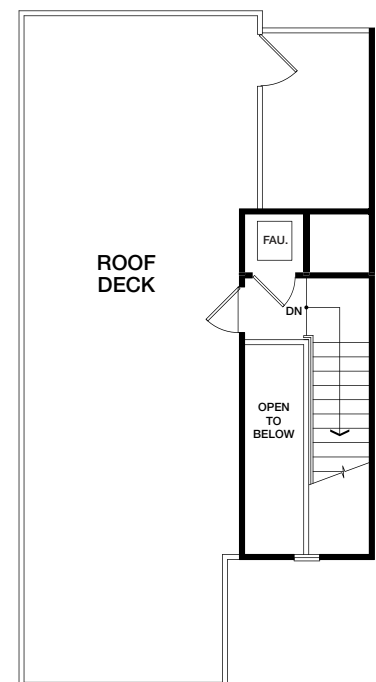 FAU.
ROOF
DECK
DN
OPEN
TO
BELOW